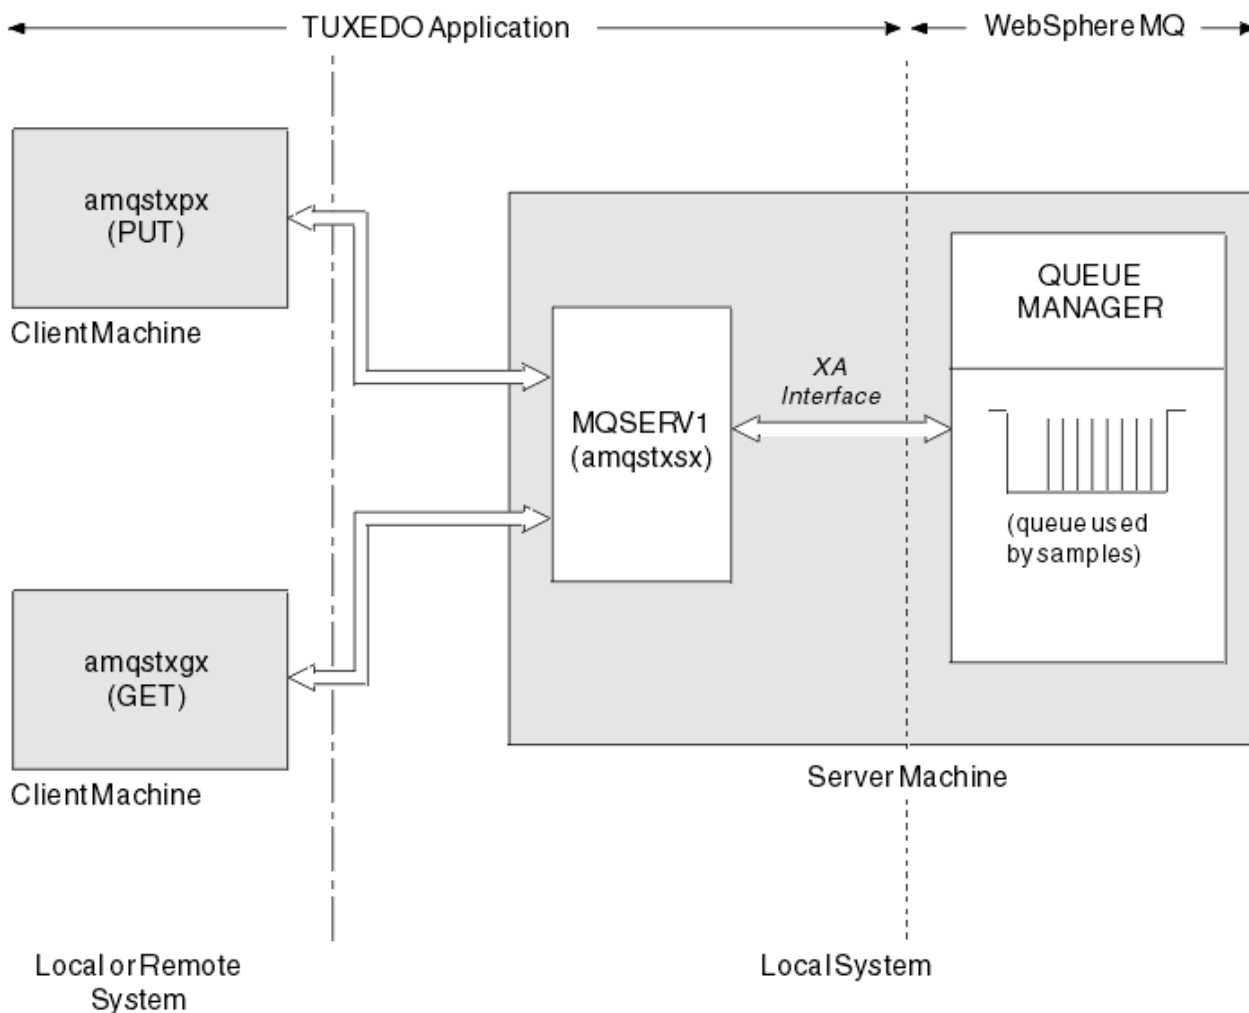 TUXEDO Application
WebSphere MQ
amqstxpx
(PUT)
Client Machine
QUEUE
MANAGER
XA
Interface
MQSERV1
(amqstxsx)
(queue used
by samples)
amqstxgx
(GET)
Client Machine
Server Machine
Local or Remote
System
Local System